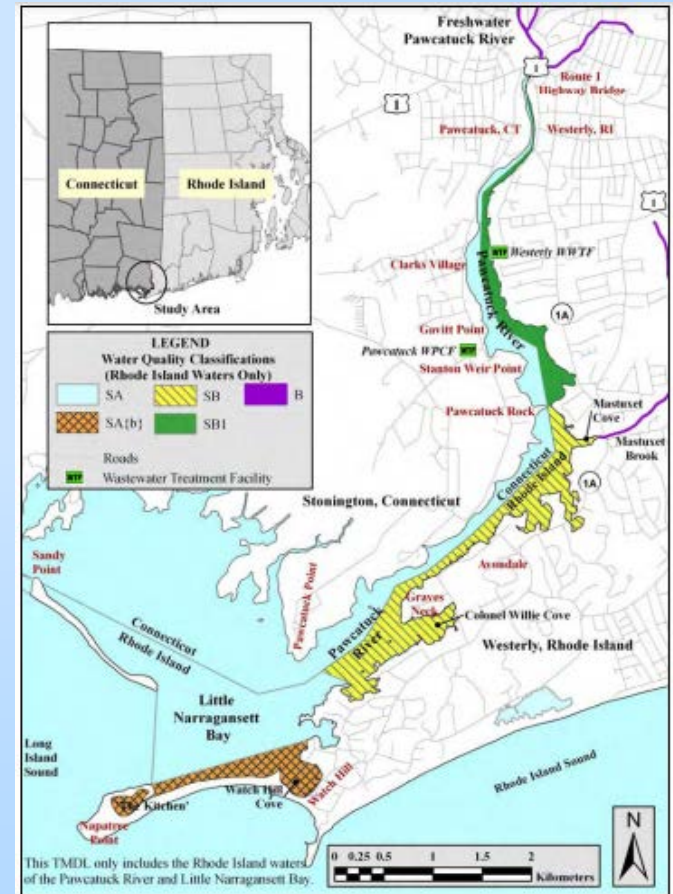 Freshwater
Pawcatuck River
1
Route 1
Highway Bridge
1
Pawcatuck, CT
Westerly, RI
Connecticut
Rhode Island
1
Study Area
WTF Westerly WWTF
Clarks Village
Pawcatuck River
1A
Gavitt Point
Pawcatuck WPCF WTF
Stanton Weir Point
LEGEND
Water Quality Classifications
(Rhode Island Waters Only)
SA
SB
B
SA{b}
SB1
Roads
WTF Wastewater Treatment Facility
Pawcatuck Rock
Mastuxet
Cove
Mastuxet
Brook
1A
Connecticut
Rhode Island
Stonington, Connecticut
Sandy
Point
Avondale
Pawcatuck Point
Graves
Neck
Colonel Willie Cove
Pawcatuck
River
Connecticut
Rhode Island
Westerly, Rhode Island
Little
Narragansett
Bay
Long
Island
Sound
Rhode Island Sound
Watch Hill
Cove
Watch Hill
'The Kitchen'
Napatree
Point
N
0 0.25 0.5 1 1.5 2
Kilometers
This TMDL only includes the Rhode Island waters
of the Pawcatuck River and Little Narragansett Bay.